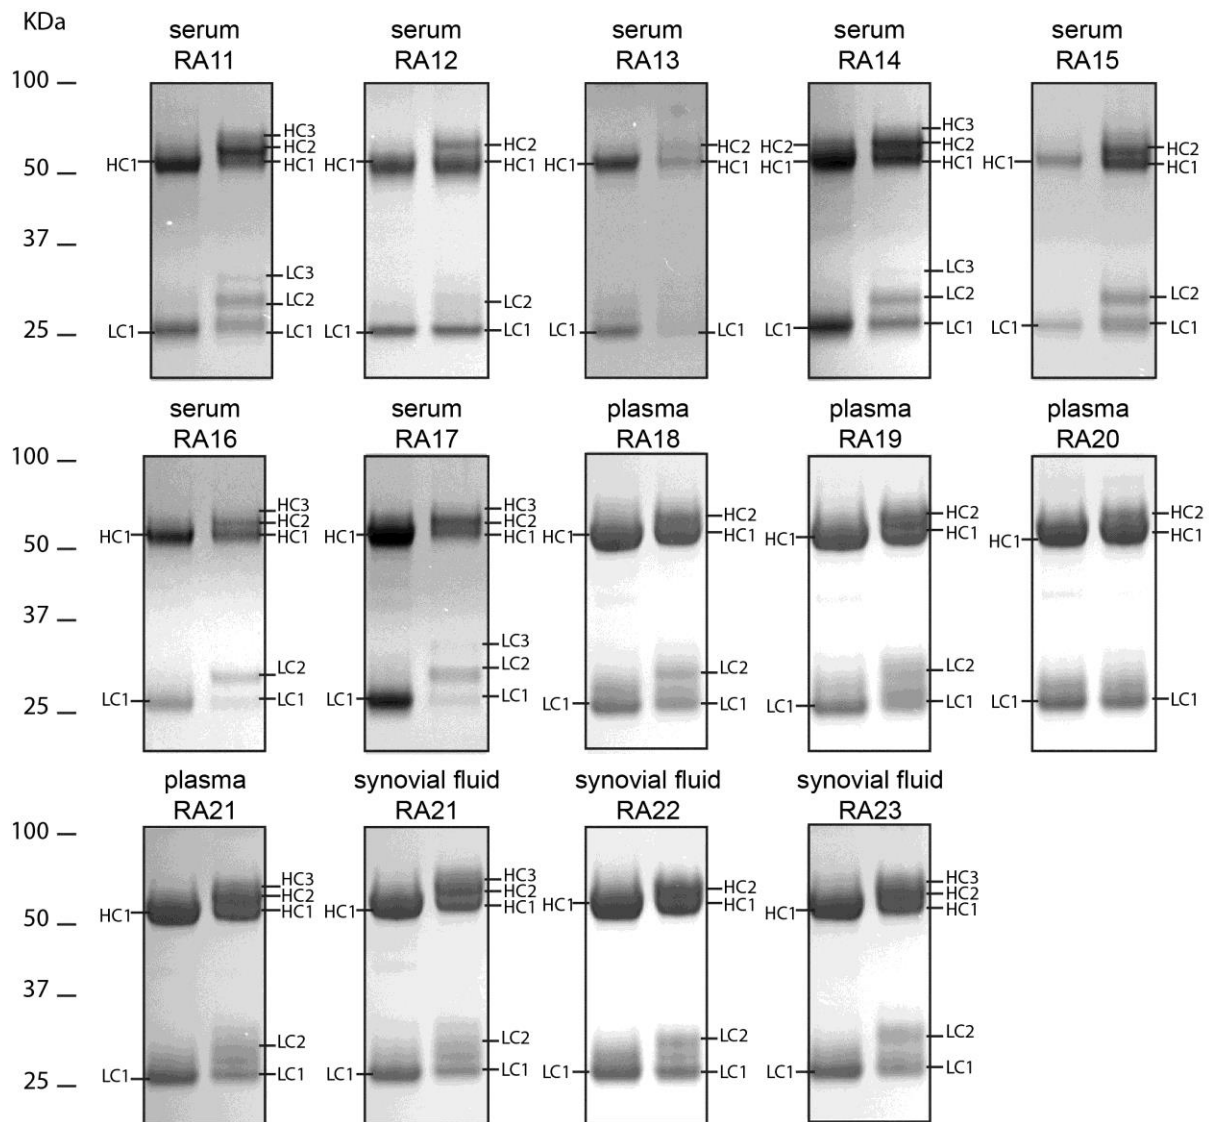 KDa
serum RA11
serum RA12
serum RA13
serum RA14
serum RA15
100
50
37
25
HC1
LC1
HC3
HC2
HC1
LC3
LC2
LC1
HC1
LC1
HC2
HC1
LC2
LC1
HC1
LC1
HC2
HC1
LC1
HC2
HC1
LC1
HC3
HC2
HC1
LC3
LC2
LC1
HC1
LC1
HC2
HC1
LC2
LC1
serum RA16
serum RA17
plasma RA18
plasma RA19
plasma RA20
100
50
37
25
HC1
LC1
HC3
HC2
HC1
LC2
LC1
HC1
LC1
HC3
HC2
HC1
LC3
LC2
LC1
HC1
LC1
HC2
HC1
LC2
LC1
HC1
LC1
HC2
HC1
LC2
LC1
HC1
LC1
HC2
HC1
LC1
plasma RA21
synovial fluid RA21
synovial fluid RA22
synovial fluid RA23
100
50
37
25
HC1
LC1
HC3
HC2
HC1
LC2
LC1
HC1
LC1
HC3
HC2
HC1
LC2
LC1
HC1
LC1
HC2
HC1
LC2
LC1
HC1
LC1
HC3
HC2
HC1
LC2
LC1